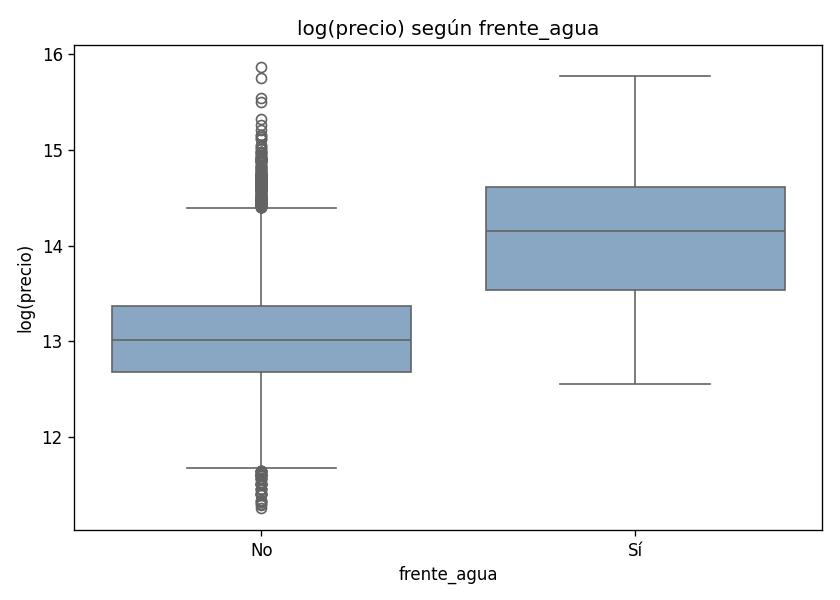 log(precio) según frente_agua
16
15
14
13
12
log(precio)
No
Sí
frente_agua